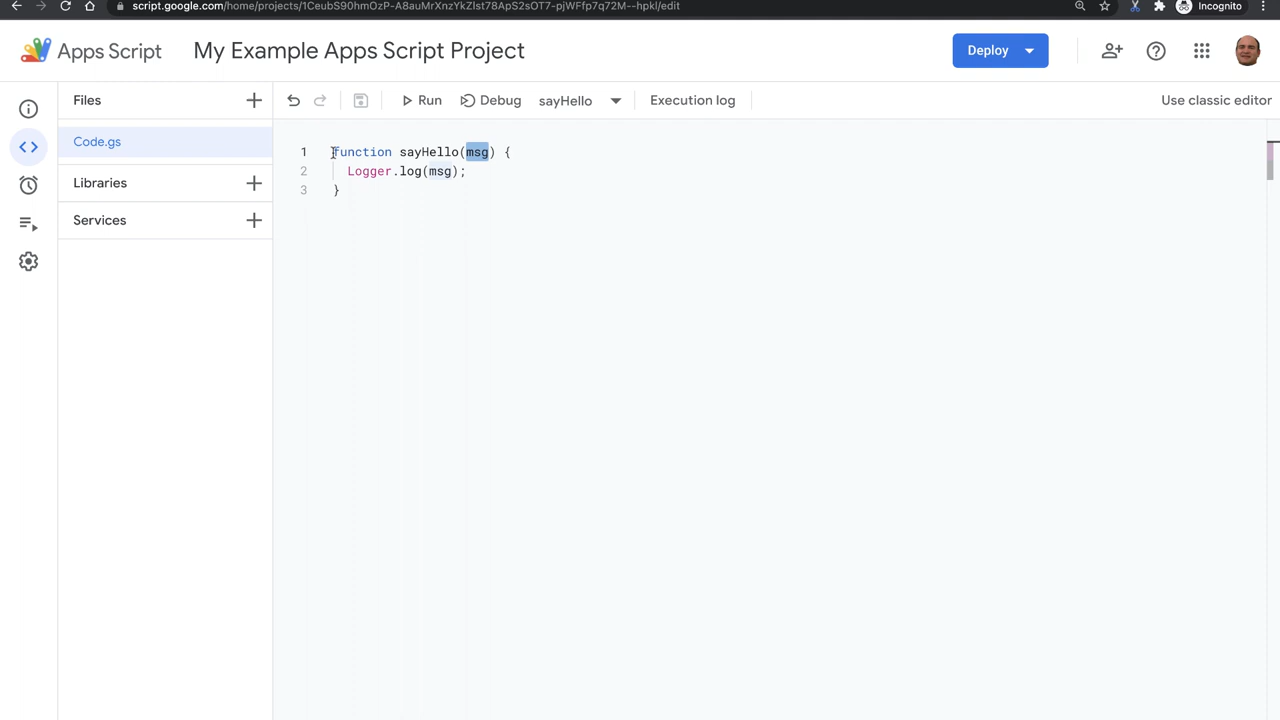 script.google.com/home/projects/1CeubS90hmOzP-A8auMrXnzYkZlst78ApS2sOT7-pjWFfp7q72M--hpkl/edit
Incognito
Apps Script
My Example Apps Script Project
Deploy
Files
Run
Debug
sayHello
Execution log
Use classic editor
Code.gs
Libraries
Services
1 function sayHello(msg) {
2 Logger.log(msg);
3 }